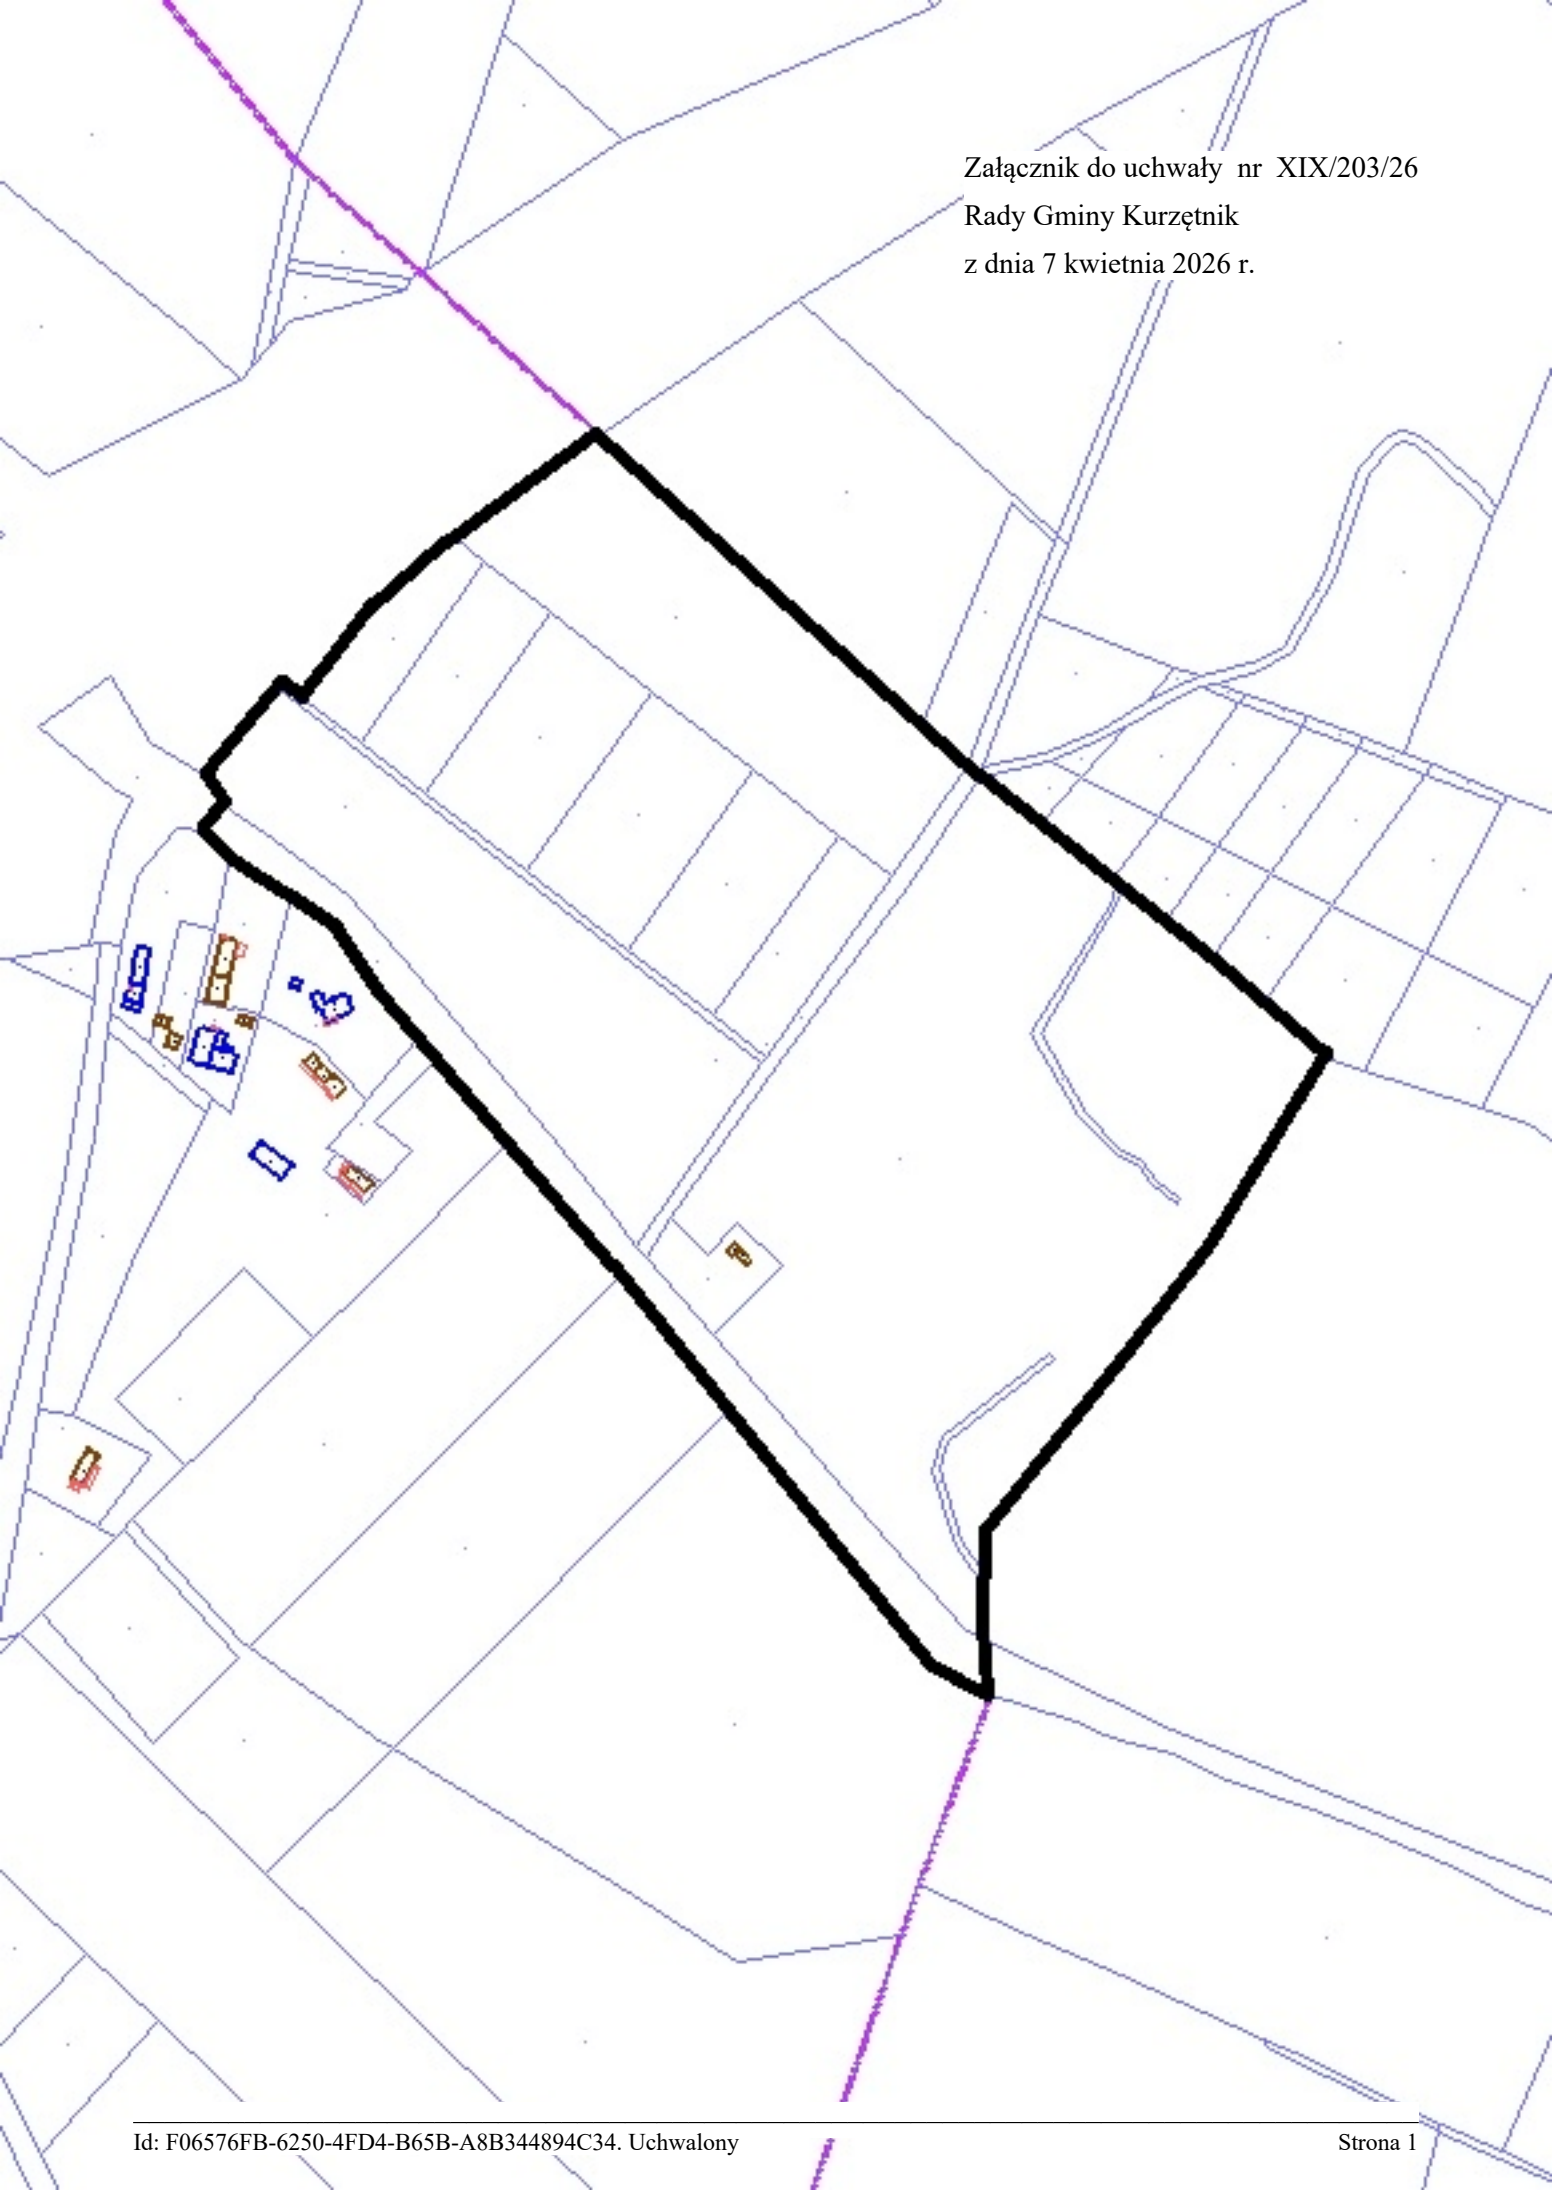 Załącznik do uchwały nr XIX/203/26
Rady Gminy Kurzętnik
z dnia 7 kwietnia 2026 r.
Id: F06576FB-6250-4FD4-B65B-A8B344894C34. Uchwalony
Strona 1